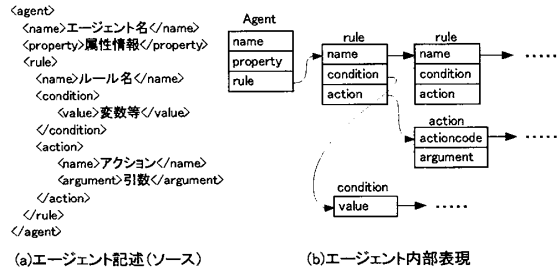 <agent>
<name>エージェント名</name>
<property>属性情報</property>
<rule>
<name>ルール名</name>
<condition>
<value>変数等</value>
</condition>
<action>
<name>アクション</name>
<argument>引数</argument>
</action>
</rule>
</agent>
(a)エージェント記述(ソース)
Agent
name
property
rule
rule
name
condition
action
rule
name
condition
action
.....
action
actioncode
argument
.....
condition
value
.....
(b)エージェント内部表現